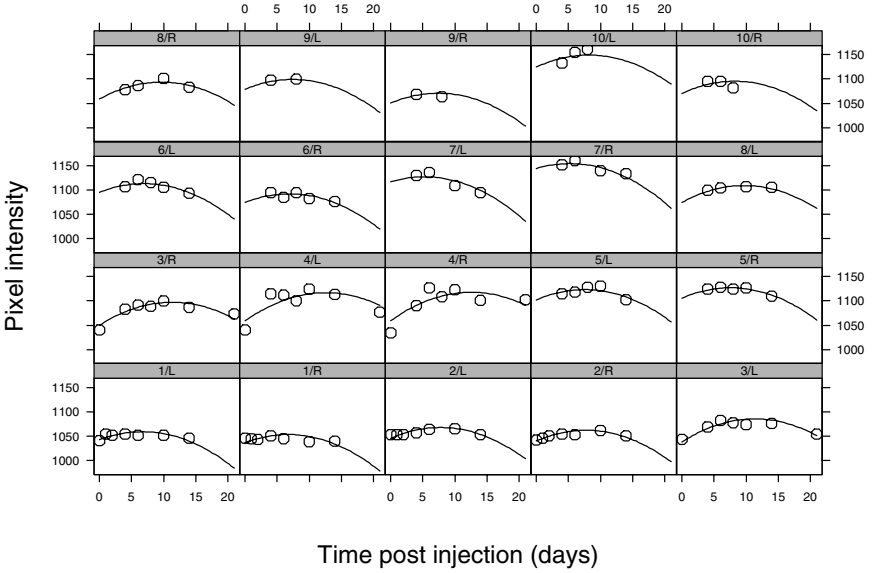 0 5 10 15 20 0 5 10 15 20
8/R 9/L 9/R 10/L 10/R
1150
1100
1050
1000
6/L 6/R 7/L 7/R 8/L
1150
1100
1050
1000
3/R 4/L 4/R 5/L 5/R
1150
1100
1050
1000
1/L 1/R 2/L 2/R 3/L
1150
1100
1050
1000
0 5 10 15 20 0 5 10 15 20 0 5 10 15 20
Pixel intensity
Time post injection (days)